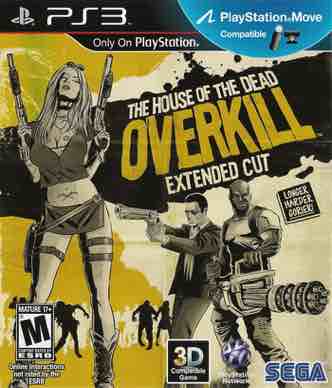 PS3
PlayStation®Move
Compatible
Only On PlayStation®
THE HOUSE OF THE DEAD
OVERKILL
EXTENDED CUT
LONGER.
HARDER.
GORIER!
MATURE 17+
M
ESRB
Online Interactions
not Rated by the
ESRB
3D
Compatible
Game
PlayStation
Network
SEGA